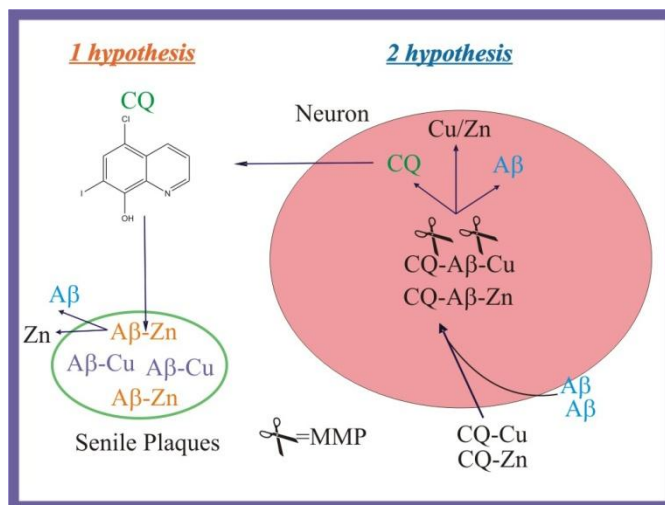 1 hypothesis
CQ
Cl
I
N
OH
Aβ
Zn
Aβ-Zn
Aβ-Cu
Aβ-Cu
Aβ-Zn
Senile Plaques
2 hypothesis
Neuron
Cu/Zn
CQ
Aβ
CQ-Aβ-Cu
CQ-Aβ-Zn
Aβ
Aβ
CQ-Cu
CQ-Zn
=MMP